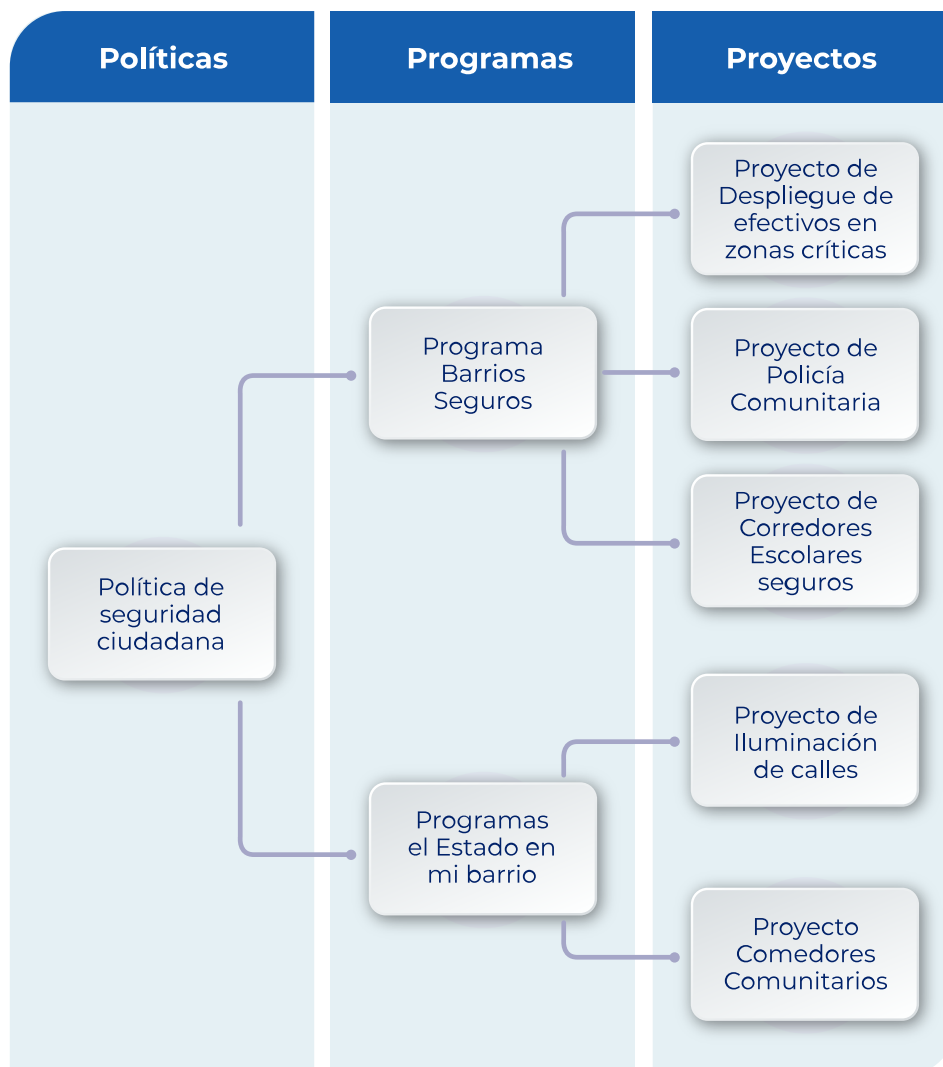 Políticas
Programas
Proyectos
Proyecto de
Despliegue de
efectivos en
zonas críticas
Programa
Barrios
Seguros
Proyecto de
Policía
Comunitaria
Proyecto de
Corredores
Escolares
seguros
Política de
seguridad
ciudadana
Proyecto de
Iluminación
de calles
Programas
el Estado en
mi barrio
Proyecto
Comedores
Comunitarios